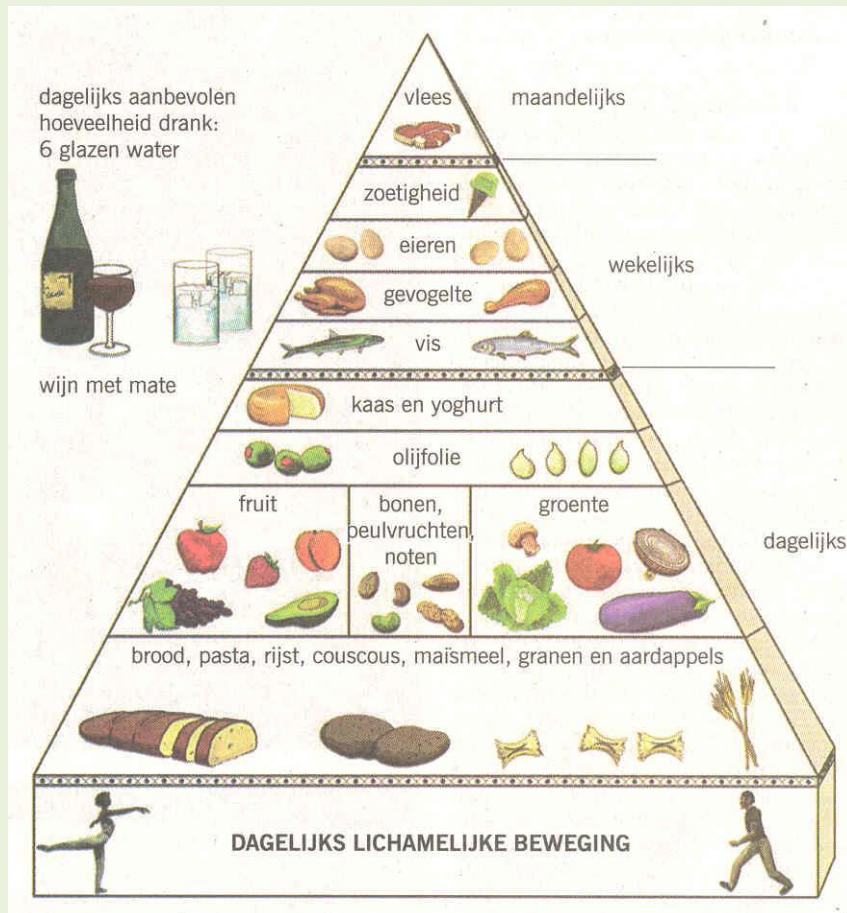 vlees
maandelijks
dagelijks aanbevolen
hoeveelheid drank:
6 glazen water
zoetigheid
eieren
wekelijks
gevogelte
vis
wijn met mate
kaas en yoghurt
olijfolie
fruit
bonen,
peulvruchten,
noten
groente
dagelijks
brood, pasta, rijst, couscous, maïsmeel, granen en aardappels
DAGELIJKS LICHAMELIJKE BEWEGING